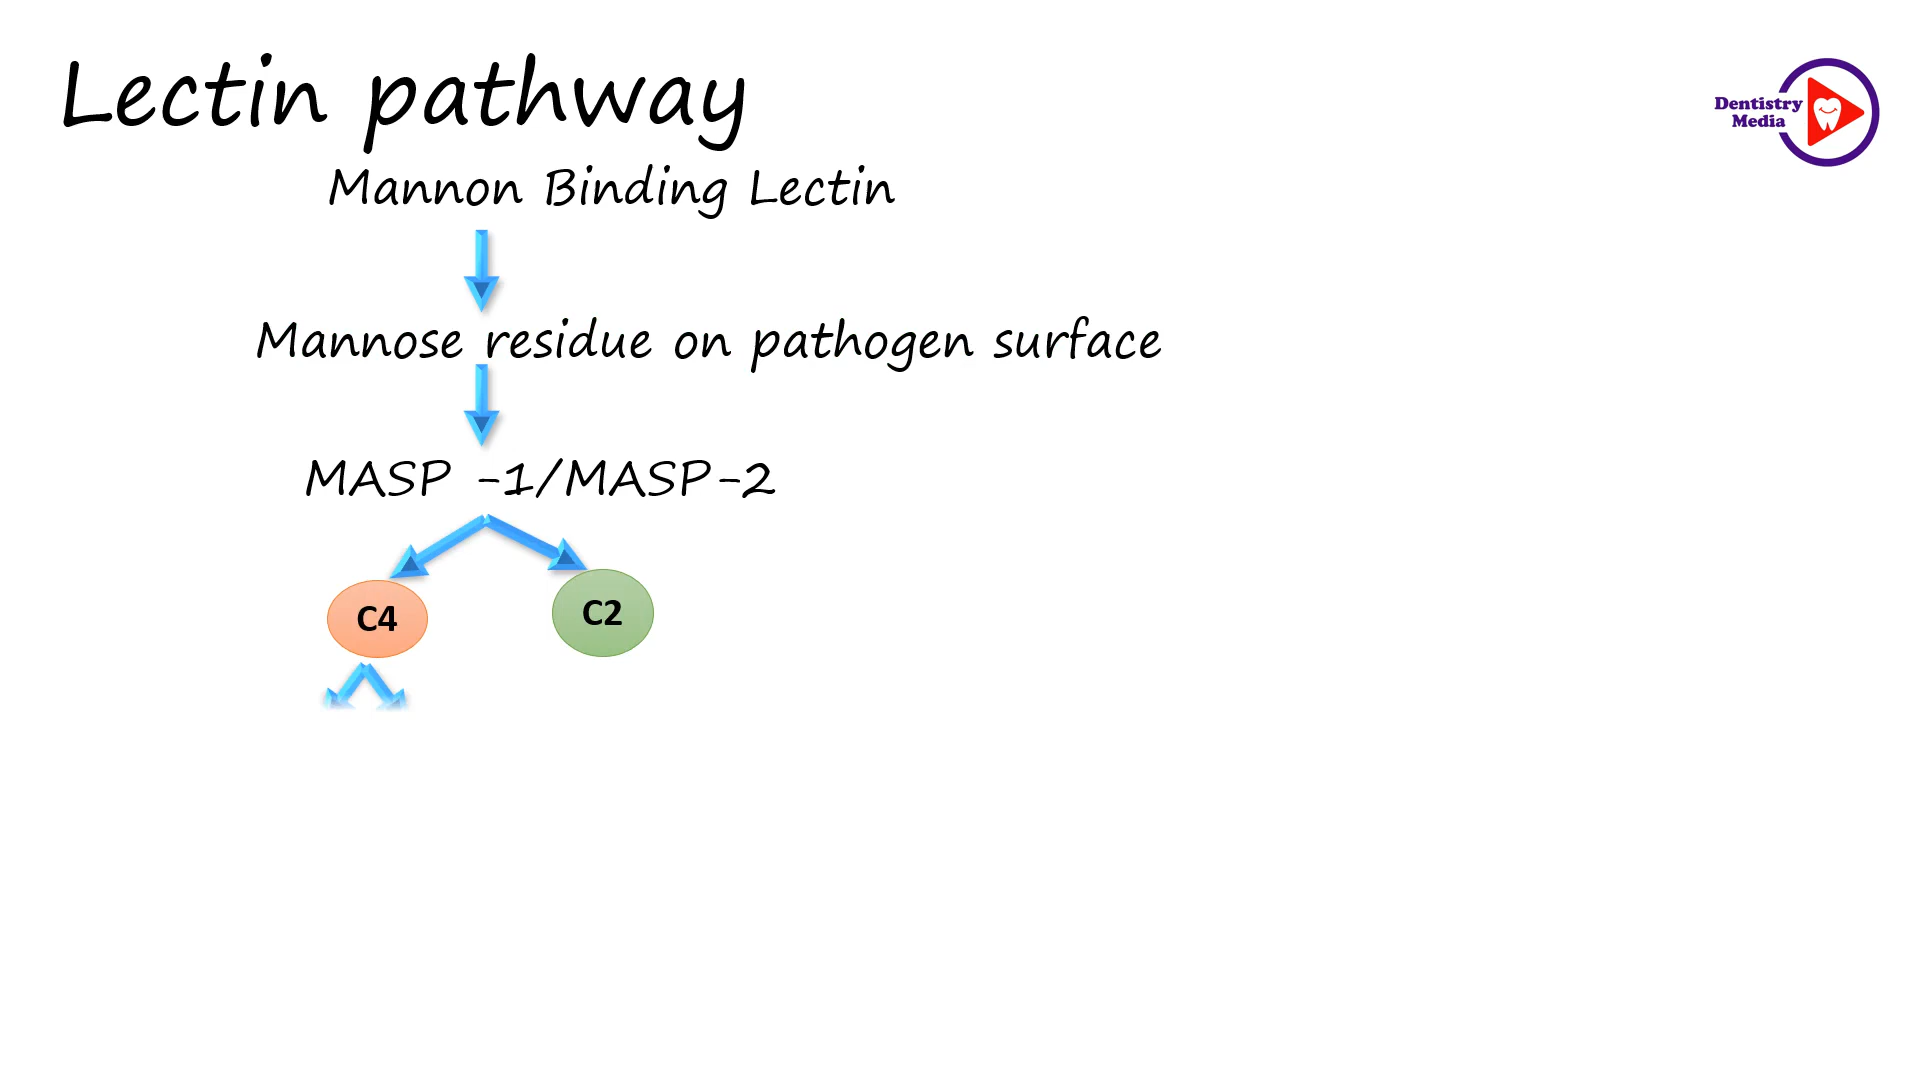 Lectin pathway
Dentistry
Media
Mannon Binding Lectin
Mannose residue on pathogen surface
MASP -1/MASP-2
C4
C2